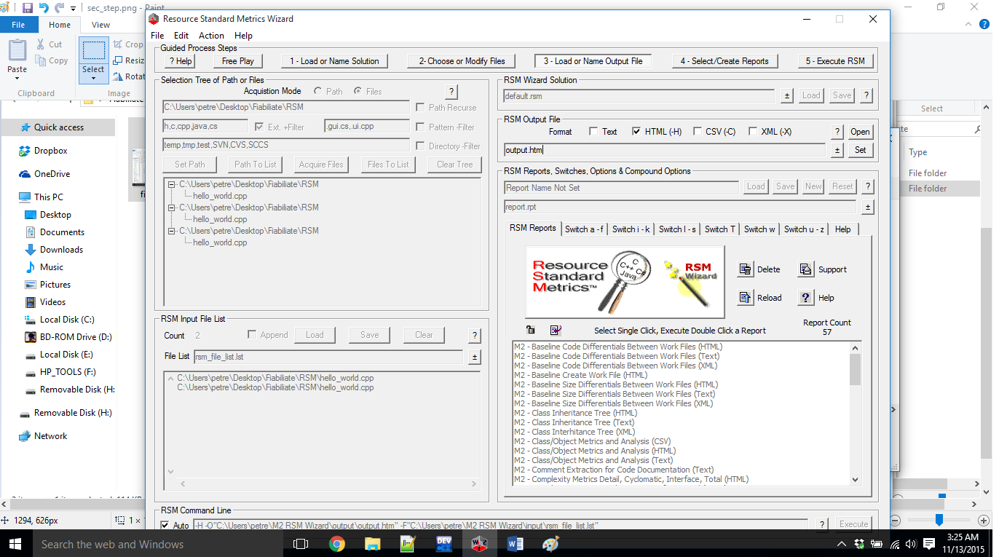 sec_step.png - Paint
File Home View
Paste
Cut
Copy
Clipboard
Select
Crop
Resiz
Rotat
Image
Quick access
Dropbox
OneDrive
This PC
Desktop
Documents
Downloads
Music
Pictures
Videos
Local Disk (C:)
BD-ROM Drive (D:)
Local Disk (E:)
HP_TOOLS (F:)
Removable Disk (H:
Removable Disk (H:)
Network
1294, 626px
1 ×
Resource Standard Metrics Wizard
File Edit Action Help
Guided Process Steps
? Help Free Play 1 - Load or Name Solution 2- Choose or Modify Files 3 - Load or Name Output File 4 - Select/Create Reports 5 - Execute RSM
Selection Tree of Path or Files
Acquistion Mode Path Files ?
C:\Users\petre\Desktop\Fiabiliate\RSM Path Recurse
h,c,cpp,java,cs Ext. +Filter .gui.cs,.ui.cpp Pattern -Filter
temp,tmp,test,SVN,CVS,SCCS Directory -Filter
Set Path Path To List Acquire Files Files To List Clear Tree
C:\Users\petre\Desktop\Fiabiliate\RSM
hello_world.cpp
C:\Users\petre\Desktop\Fiabiliate\RSM
hello_world.cpp
C:\Users\petre\Desktop\Fiabiliate\RSM
hello_world.cpp
RSM Input File List
Count 2 Append Load Save Clear ?
File List rsm_file_list.lst ±
C:\Users\petre\Desktop\Fiabiliate\RSM\hello_world.cpp
C:\Users\petre\Desktop\Fiabiliate\RSM\hello_world.cpp
RSM Wizard Solution
default.rsm ± Load Save ?
RSM Output File
Format Text HTML (-H) CSV (-C) XML (-X) ? Open
output.htm ± Set
RSM Reports, Switches, Options & Compound Options
Report Name Not Set Load Save New Reset ?
report.rpt ±
RSM Reports Switch a - f Switch i - k Switch l - s Switch T Switch w Switch u - z Help
Resource
Standard
Metrics™
C
C++ C#
Java
RSM
Wizard
Delete Support
Reload Help
Report Count
57
Select Single Click, Execute Double Click a Report
M2 - Baseline Code Differentials Between Work Files (HTML)
M2 - Baseline Code Differentials Between Work Files (Text)
M2 - Baseline Code Differentials Between Work Files (XML)
M2 - Baseline Create Work File (HTML)
M2 - Baseline Size Differentials Between Work Files (HTML)
M2 - Baseline Size Differentials Between Work Files (Text)
M2 - Baseline Size Differentials Between Work Files (XML)
M2 - Class Inheritance Tree (HTML)
M2 - Class Inheritance Tree (Text)
M2 - Class Interhitance Tree (XML)
M2 - Class/Object Metrics and Analysis (CSV)
M2 - Class/Object Metrics and Analysis (HTML)
M2 - Class/Object Metrics and Analysis (Text)
M2 - Comment Extraction for Code Documentation (Text)
M2 - Complexity Metrics Detail, Cyclomatic, Interface, Total (HTML)
RSM Command Line
Auto -H -O"C:\Users\petre\M2 RSM Wizard\output\output.htm" -F"C:\Users\petre\M2 RSM Wizard\input\rsm_file_list.lst" ? Execute
Select
Type
File folder
File folder
Search the web and Windows
3:25 AM
11/13/2015